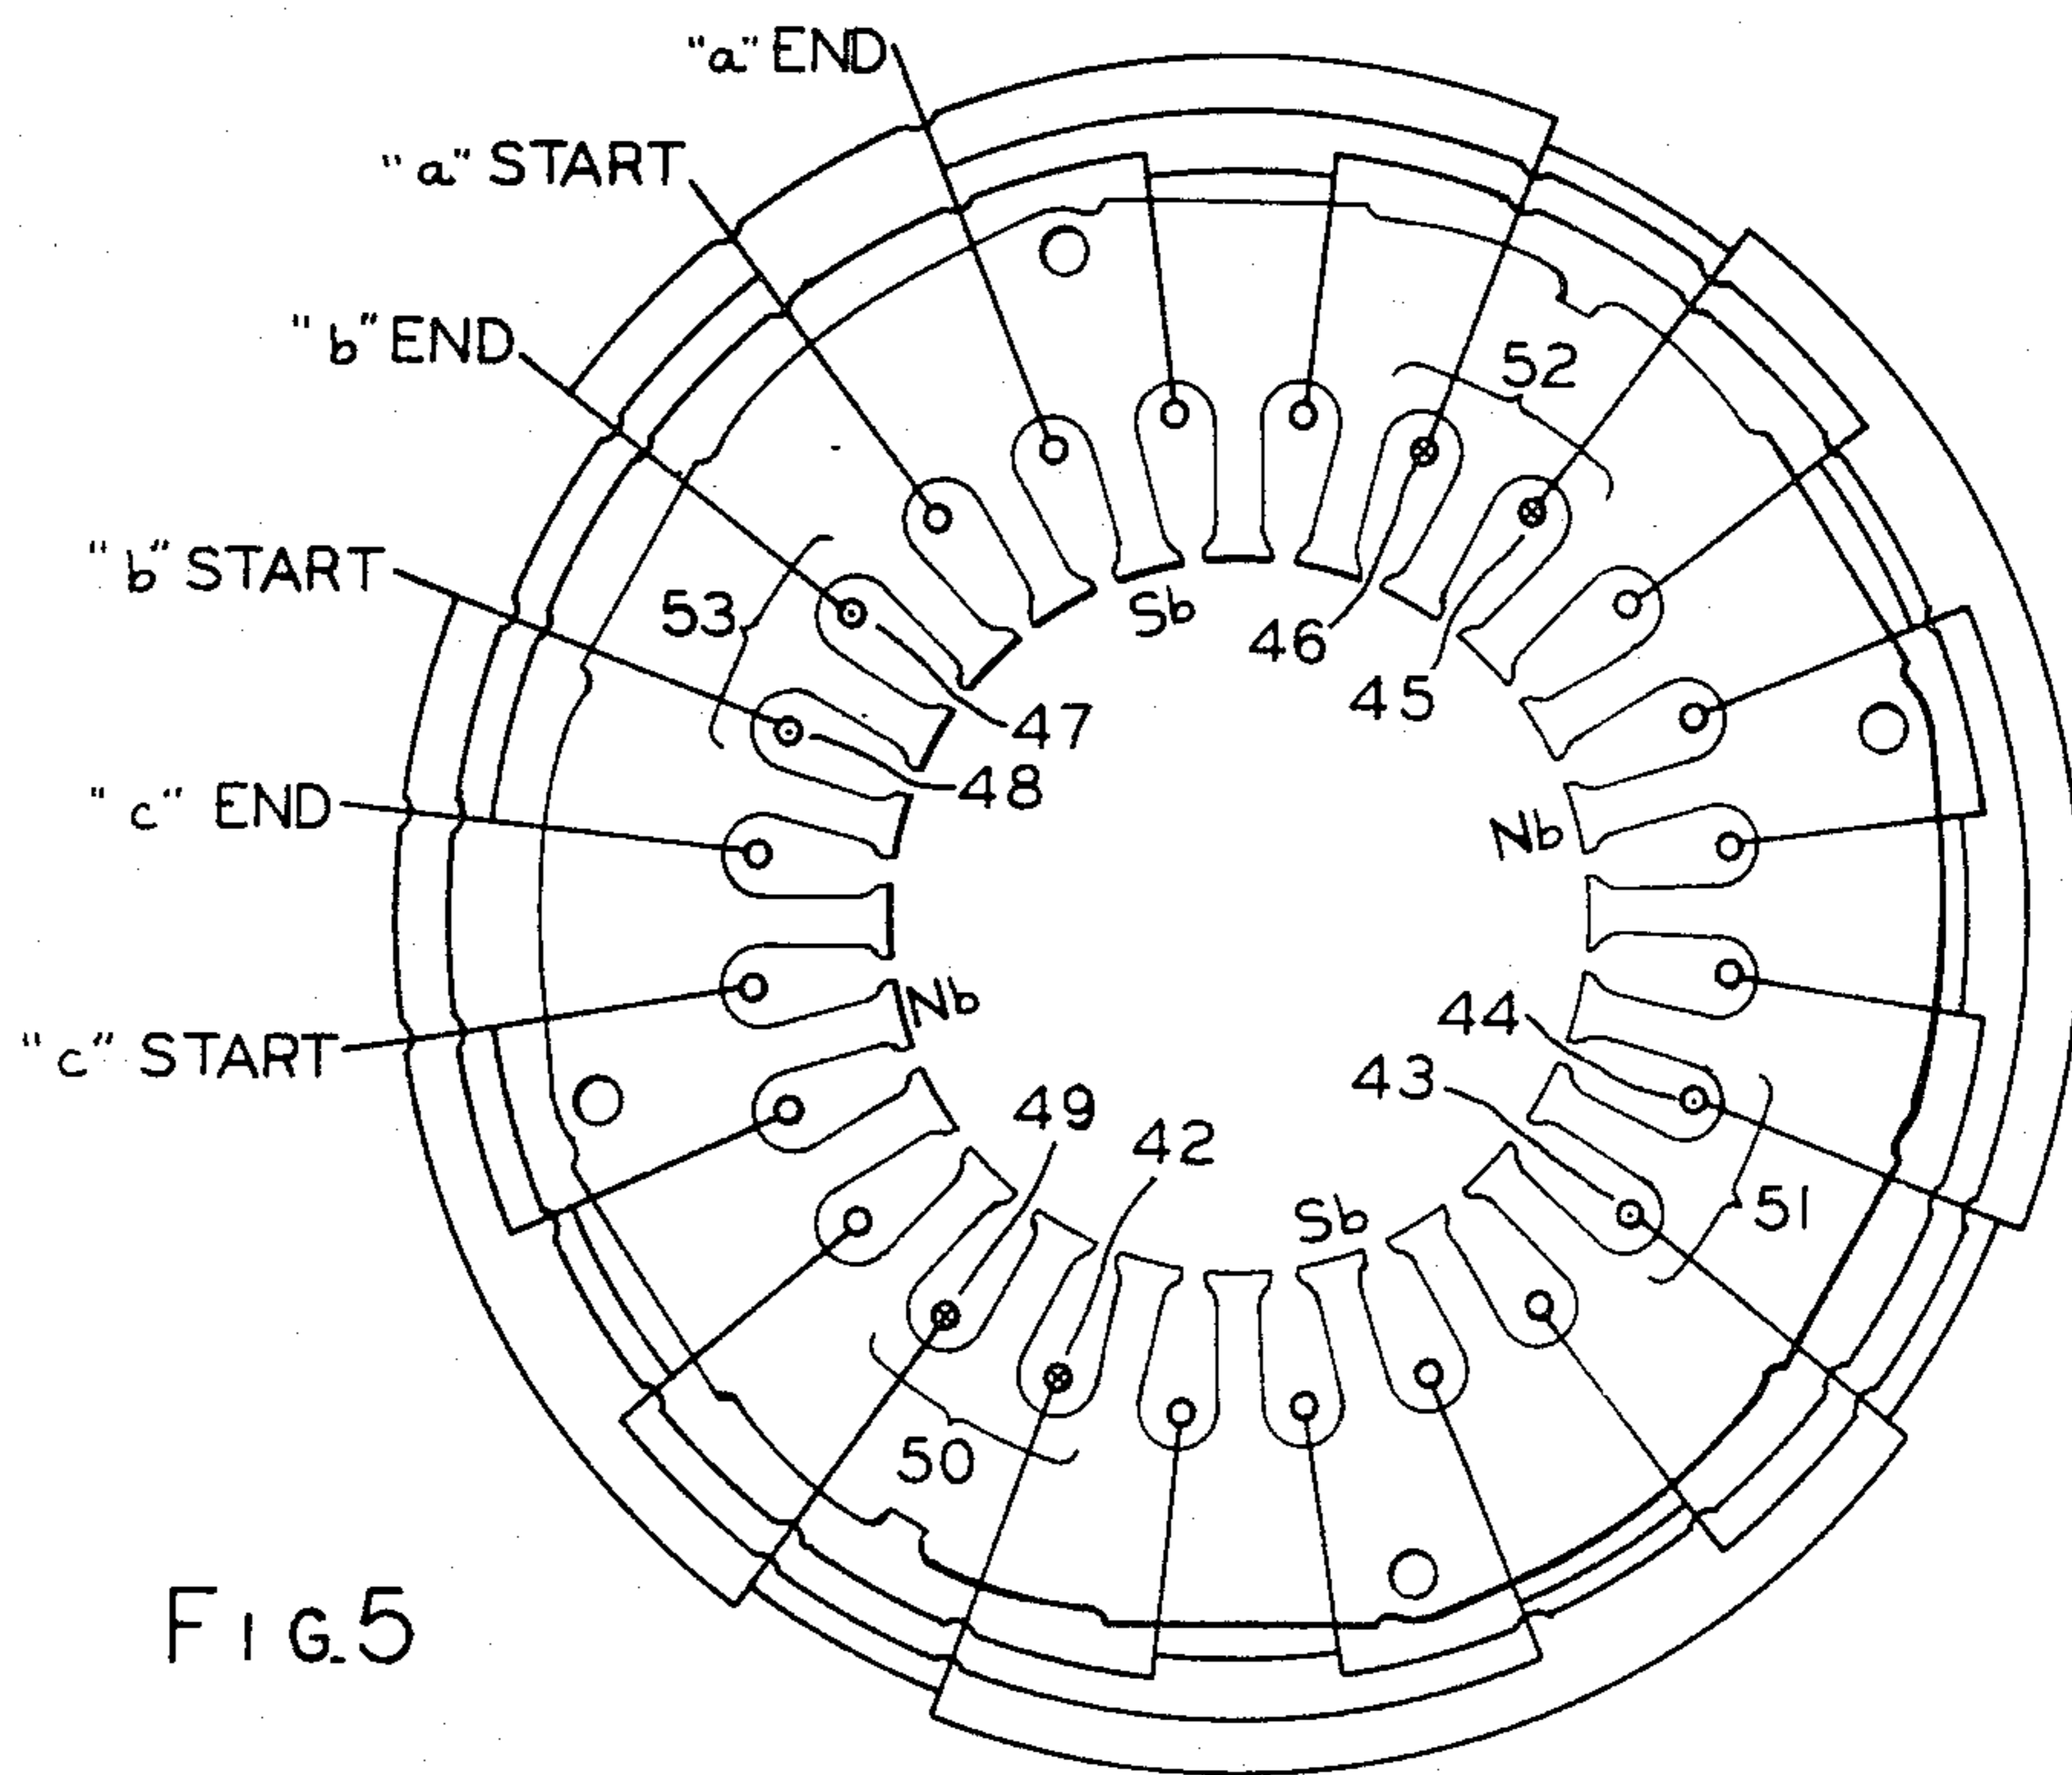 "a" END
"a" START
"b" END
52
"b" START
53
Sb
46
45
47
48
"c" END
Nb
Nb
44
"c" START
43
49
42
Sb
51
50
FIG.5